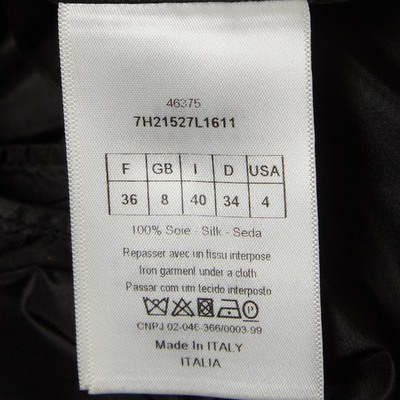 46375
7H21527L1611
F GB I D USA
36 8 40 34 4
100% Soie - Silk - Seda
Repasser avec un tissu interpose
Iron garment under a cloth
Passar com um tecido interposto
P
CNPJ 02-046-366/0003-99
Made In ITALY
ITALIA